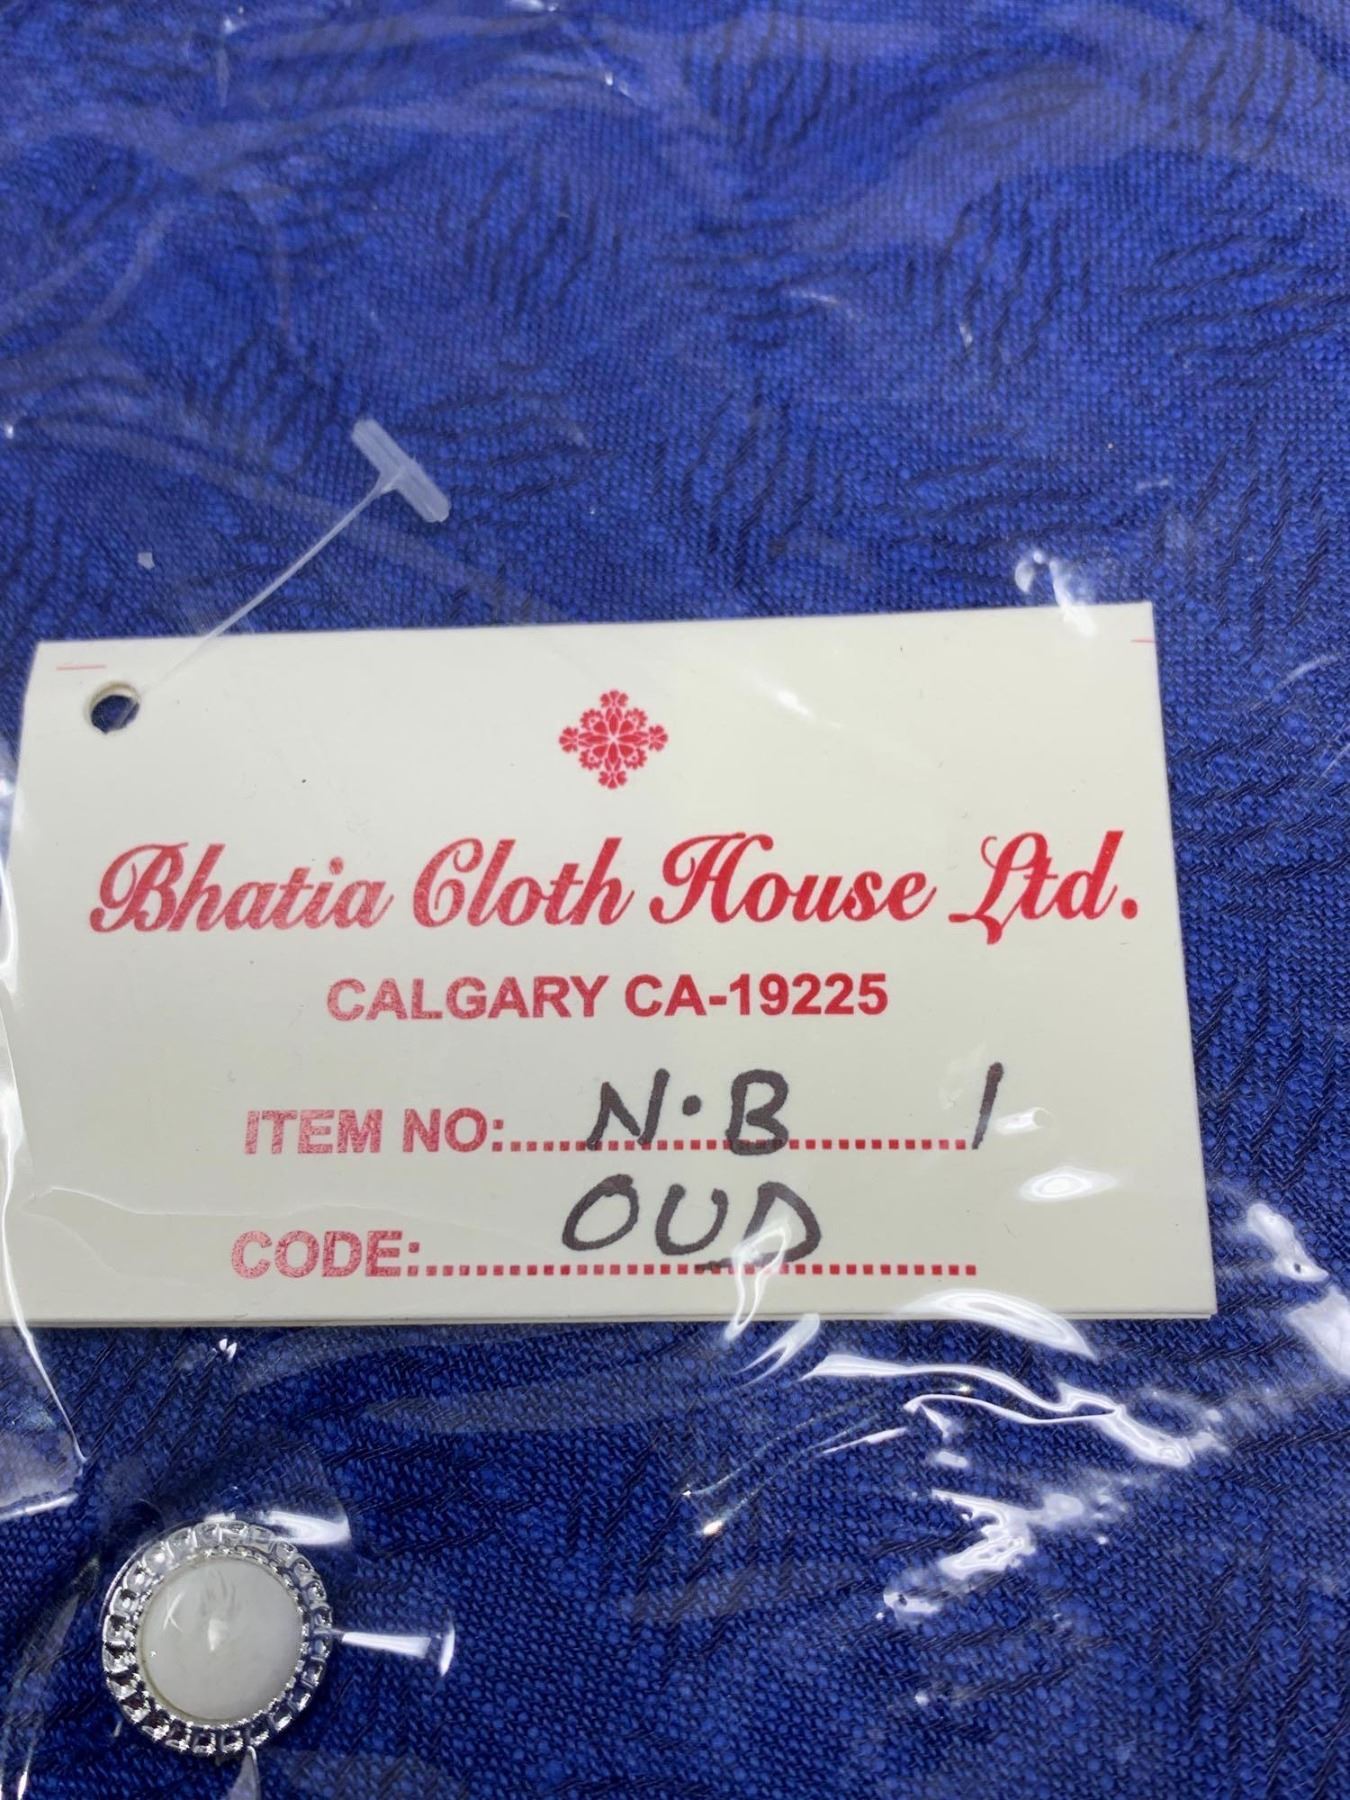 Bhatia Cloth House Ltd.
CALGARY CA-19225
ITEM NO: N·B 1
CODE: OUD